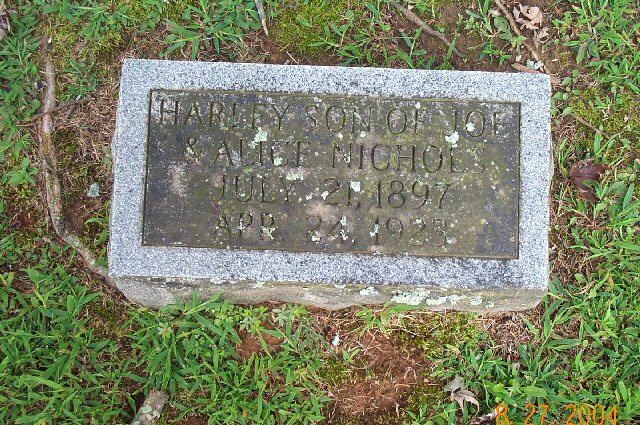 HARLEY SON OF JOE
& ALICE NICHOLS
JULY 21, 1897
APR. 24, 1923
8 27 2004